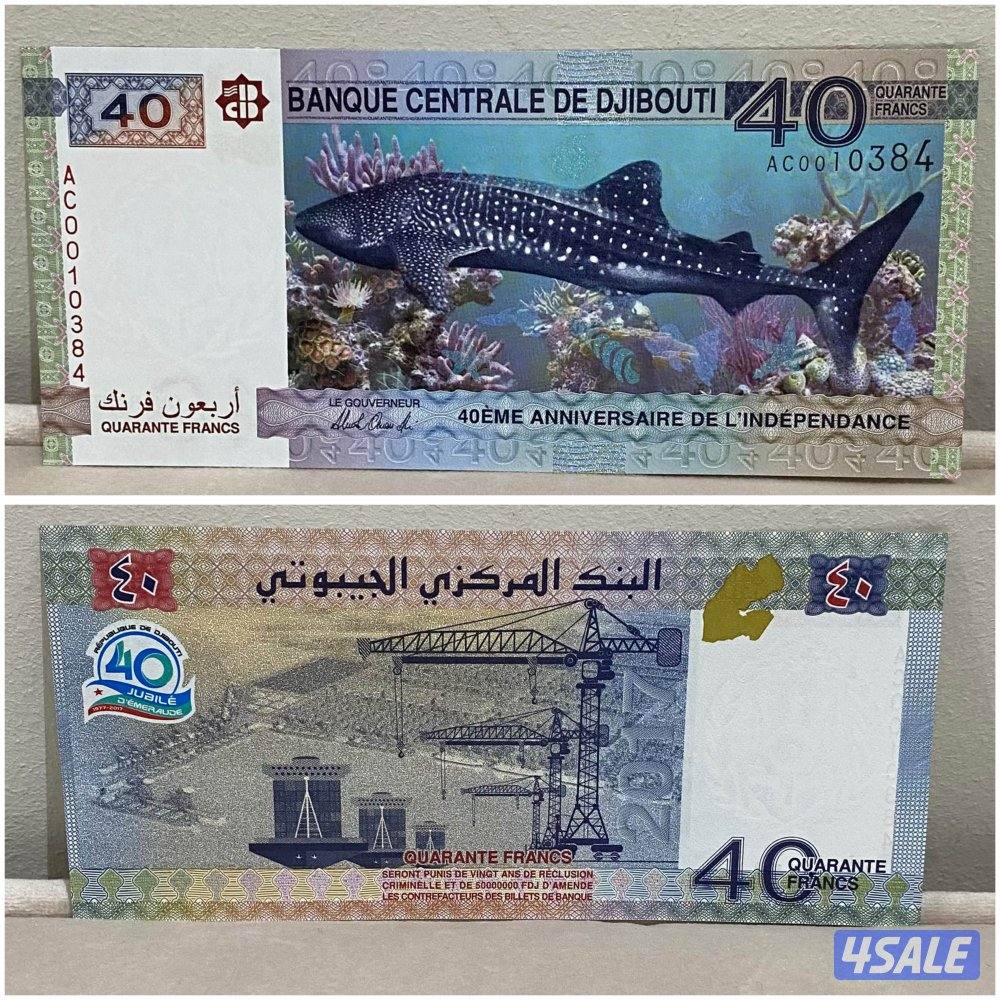 40
BANQUE CENTRALE DE DJIBOUTI
40
QUARANTE
FRANCS
AC0010384
AC0010384
أربعون فرنك
QUARANTE FRANCS
LE GOUVERNEUR
40ÈME ANNIVERSAIRE DE L'INDÉPENDANCE
٤٠
البنك المركزي الجيبوتي
٤٠
RÉPUBLIQUE DE DJIBOUTI
40
JUBILÉ
D'ÉMERAUDE
1977-2017
2017
QUARANTE FRANCS
SERONT PUNIS DE VINGT ANS DE RÉCLUSION
CRIMINELLE ET DE 50000000 FDJ D'AMENDE
LES CONTREFACTEURS DES BILLETS DE BANQUE
40
QUARANTE
FRANCS
4SALE